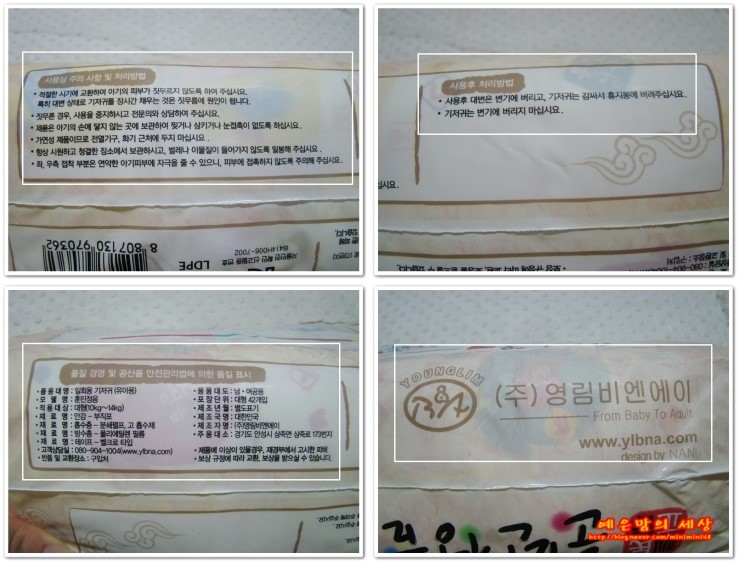 사용상 주의 사항 및 처리방법
• 적절한 시기에 교환하여 아기의 피부가 짓무르지 않도록 하여 주십시요.
특히 대변 상태로 기저귀를 장시간 채우는 것은 짓무름에 원인이 됩니다.
• 짓무른 경우, 사용을 중지하시고 전문의와 상담하여 주십시요.
• 제품은 아기의 손에 닿지 않는 곳에 보관하여 찢거나 삼키거나 눈접촉이 없도록 하십시요.
• 가연성 제품이므로 전열기구, 화기 근처에 두지 마십시요.
• 항상 시원하고 청결한 장소에서 보관하시고, 벌레나 이물질이 들어가지 않도록 밀봉해 주십시요.
• 좌, 우측 접착 부분은 연약한 아기피부에 자극을 줄 수 있으니, 피부에 접촉하지 않도록 주의해 주십시요.
8 807130 970362
8414H006-7002
LDPE
사용후 처리방법
• 사용후 대변은 변기에 버리고, 기저귀는 감싸서 휴지통에 버려주십시요.
• 기저귀는 변기에 버리지 마십시요.
십시요.
품질 경영 및 공산품 안전관리법에 의한 품질 표시
• 품 목 대 명 : 일회용 기저귀 (유아용)
• 모 델 명 : 훈민정음
• 적 용 대 상 : 대형(10kg~14kg)
• 재 료 명 : 안감 - 부직포
• 재 료 명 : 흡수층 - 분쇄펄프, 고 흡수제
• 재 료 명 : 방수층 - 폴리에틸렌 필름
• 재 료 명 : 테이프 - 벨크로 타입
• 고객상담실 : 080-904-1004(www.ylbna.com)
• 반품 및 교환장소 : 구입처
• 용 용 도 : 남 • 여공용
• 포 장 단 위 : 대형 42개입
• 제 조 년 월 : 별도표기
• 제 조 국 명 : 대한민국
• 제 조 자 명 : (주)영림비엔에이
• 주 용 대 소 : 경기도 안성시 삼죽면 삼죽로 173번지
• 제품에 이상이 있을경우, 재경부에서 고시한 피해
• 보상 규정에 따라 교환, 보상을 받으실 수 있습니다.
YOUNGLIM
B&A
(주) 영림비엔에이
From Baby To Adult
www.ylbna.com
design by NANI
예은맘의 세상
http://blog.naver.com/minimini48